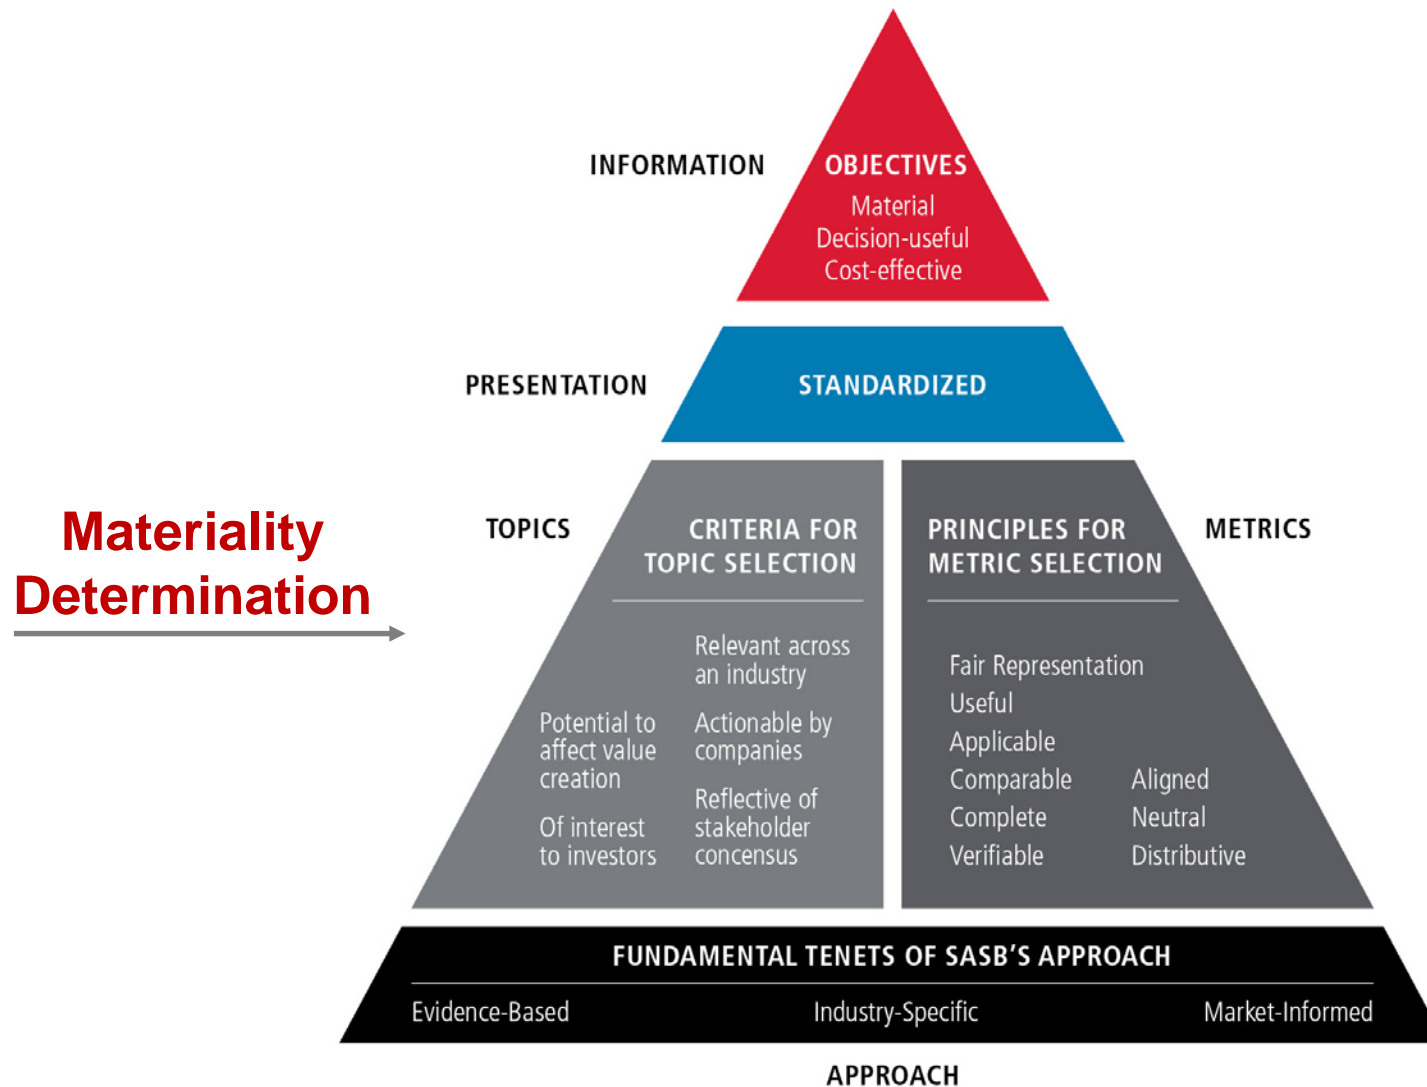 INFORMATION
OBJECTIVES
Material
Decision-useful
Cost-effective
PRESENTATION
STANDARDIZED
Materiality
Determination
TOPICS
CRITERIA FOR
TOPIC SELECTION
Potential to
affect value
creation
Of interest
to investors
Relevant across
an industry
Actionable by
companies
Reflective of
stakeholder
concensus
PRINCIPLES FOR
METRIC SELECTION
METRICS
Fair Representation
Useful
Applicable
Comparable
Complete
Verifiable
Aligned
Neutral
Distributive
FUNDAMENTAL TENETS OF SASB'S APPROACH
Evidence-Based
Industry-Specific
Market-Informed
APPROACH